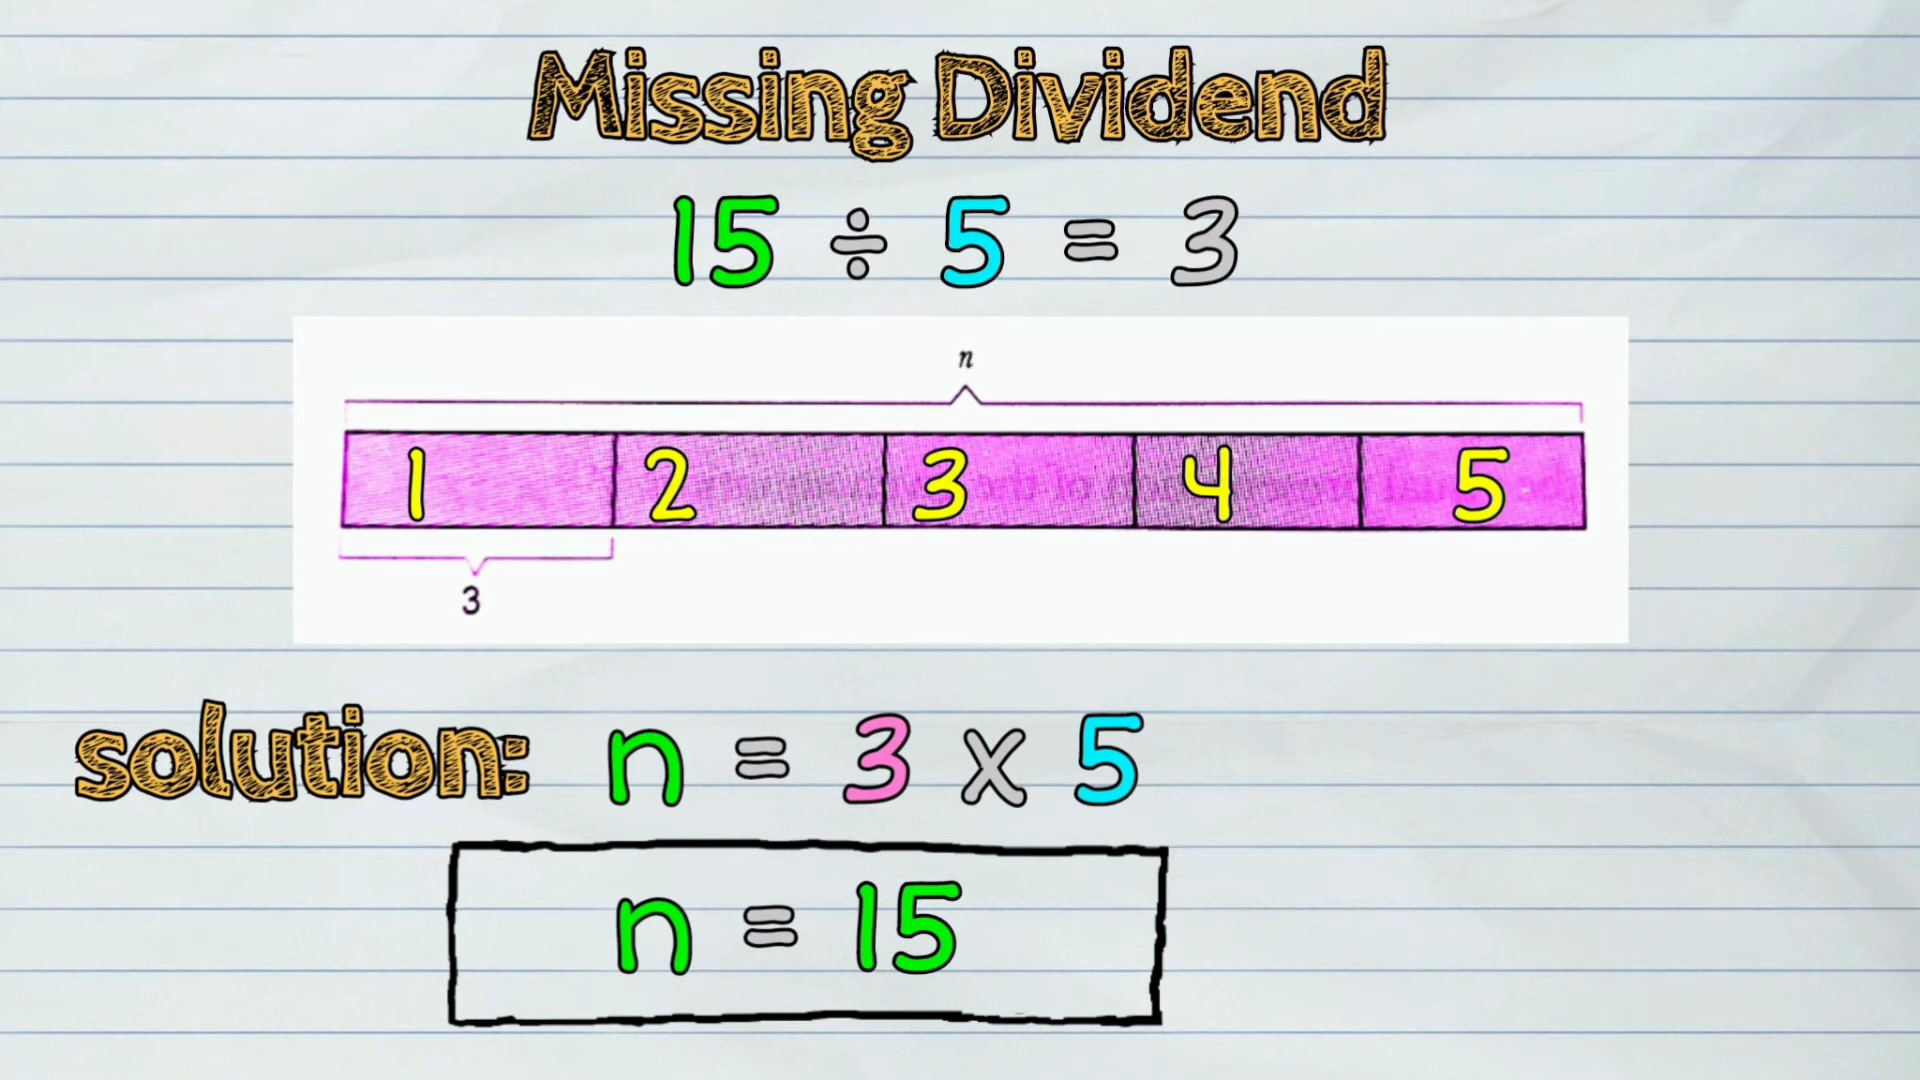 Missing Dividend
15 ÷ 5 = 3
n
1 2 3 4 5
3
solution: n = 3 x 5
n = 15